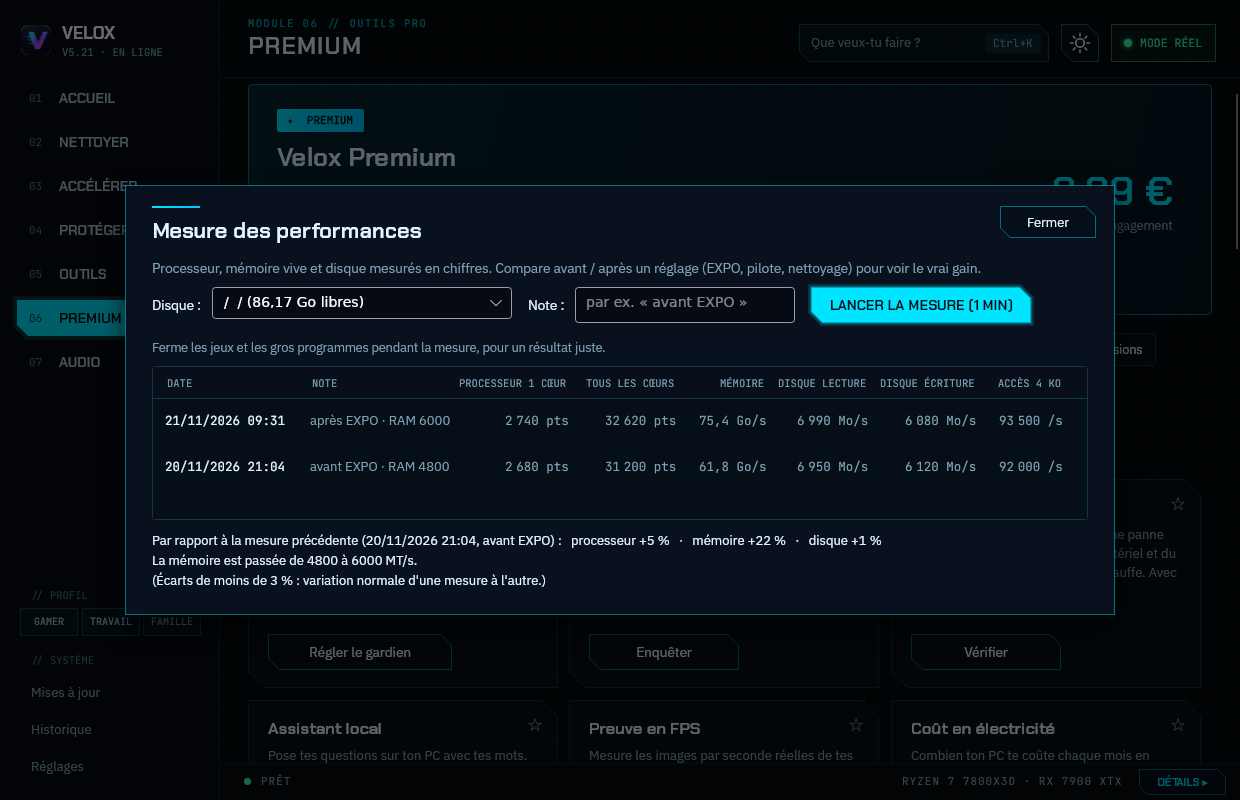 VELOX
V5.21 · EN LIGNE
MODULE 06 // OUTILS PRO
PREMIUM
Que veux-tu faire ?
Ctrl+K
MODE RÉEL
01 ACCUEIL
02 NETTOYER
03 ACCÉLÉRER
04 PROTÉGER
05 OUTILS
06 PREMIUM
07 AUDIO
★ PREMIUM
Velox Premium
€
Mesure des performances
Fermer
Processeur, mémoire vive et disque mesurés en chiffres. Compare avant / après un réglage (EXPO, pilote, nettoyage) pour voir le vrai gain.
Disque :
/ / (86,17 Go libres)
Note :
par ex. « avant EXPO »
LANCER LA MESURE (1 MIN)
Ferme les jeux et les gros programmes pendant la mesure, pour un résultat juste.
DATE NOTE PROCESSEUR 1 CŒUR TOUS LES CŒURS MÉMOIRE DISQUE LECTURE DISQUE ÉCRITURE ACCÈS 4 KO
21/11/2026 09:31 après EXPO · RAM 6000 2 740 pts 32 620 pts 75,4 Go/s 6 990 Mo/s 6 080 Mo/s 93 500 /s
20/11/2026 21:04 avant EXPO · RAM 4800 2 680 pts 31 200 pts 61,8 Go/s 6 950 Mo/s 6 120 Mo/s 92 000 /s
Par rapport à la mesure précédente (20/11/2026 21:04, avant EXPO) : processeur +5 % · mémoire +22 % · disque +1 %
La mémoire est passée de 4800 à 6000 MT/s.
(Écarts de moins de 3 % : variation normale d'une mesure à l'autre.)
panne
et du
Avec
// PROFIL
GAMER
TRAVAIL
FAMILLE
// SYSTÈME
Mises à jour
Historique
Réglages
Régler le gardien
Enquêter
Vérifier
Assistant local
Pose tes questions sur ton PC avec tes mots.
Preuve en FPS
Mesure les images par seconde réelles de tes
Coût en électricité
Combien ton PC te coûte chaque mois en
PRÊT
RYZEN 7 7800X3D · RX 7900 XTX
DÉTAILS ▸